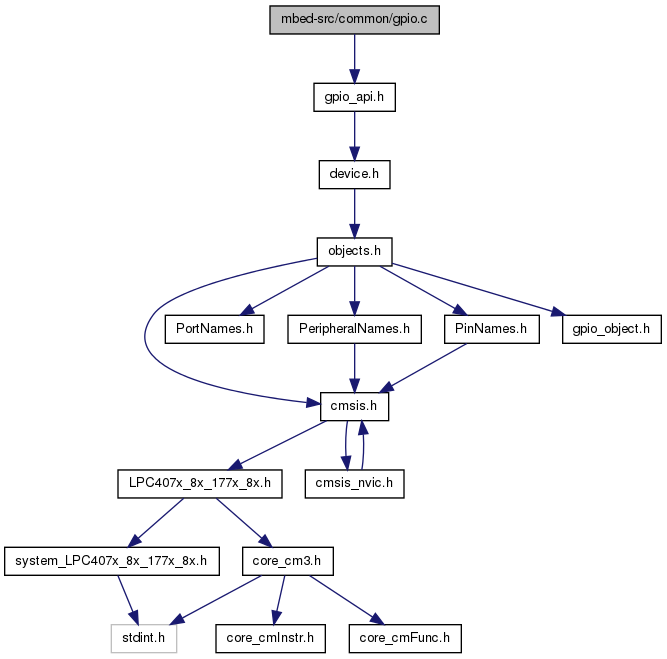 mbed-src/common/gpio.c
gpio_api.h
device.h
objects.h
PortNames.h
PeripheralNames.h
PinNames.h
gpio_object.h
cmsis.h
LPC407x_8x_177x_8x.h
cmsis_nvic.h
system_LPC407x_8x_177x_8x.h
core_cm3.h
stdint.h
core_cmInstr.h
core_cmFunc.h